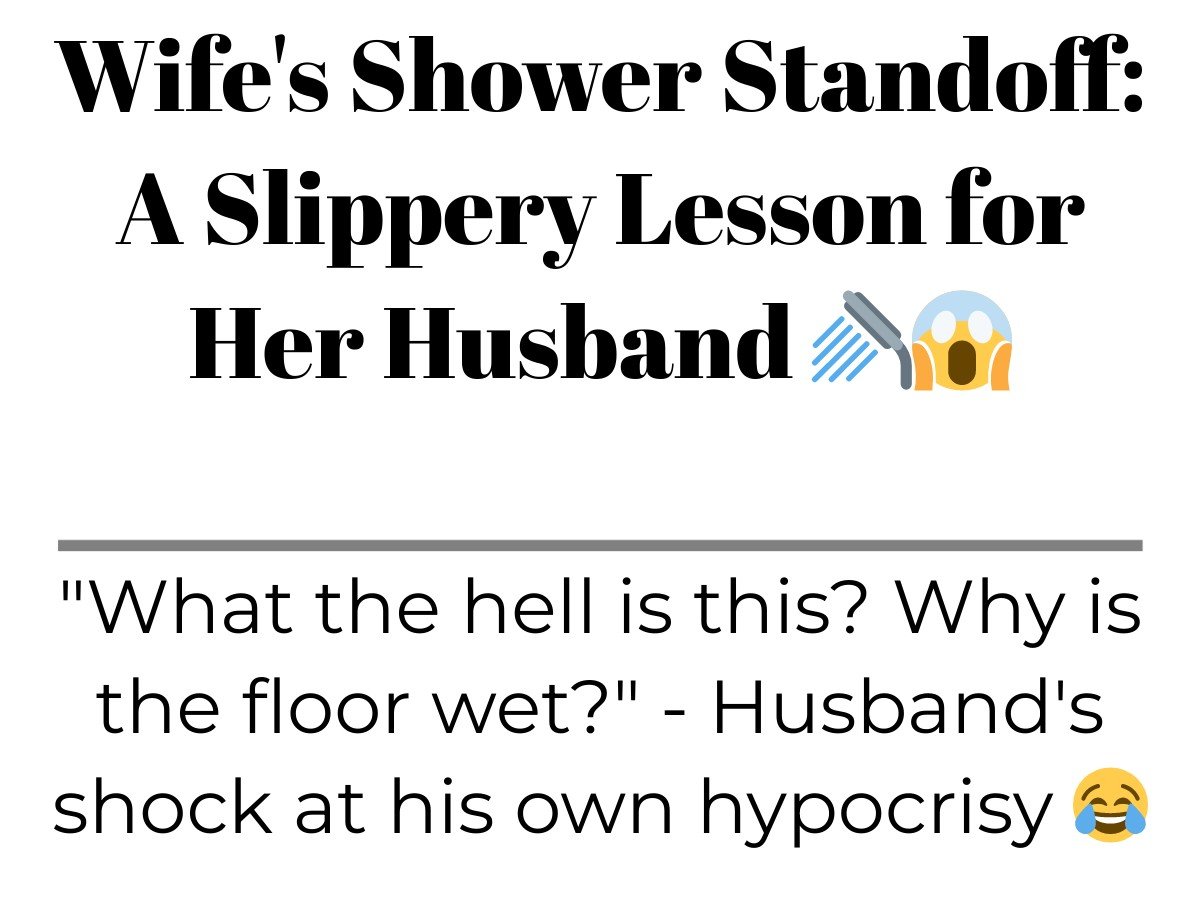 Wife's Shower Standoff:
A Slippery Lesson for
Her Husband 🚿😱
"What the hell is this? Why is
the floor wet?" - Husband's
shock at his own hypocrisy 😂